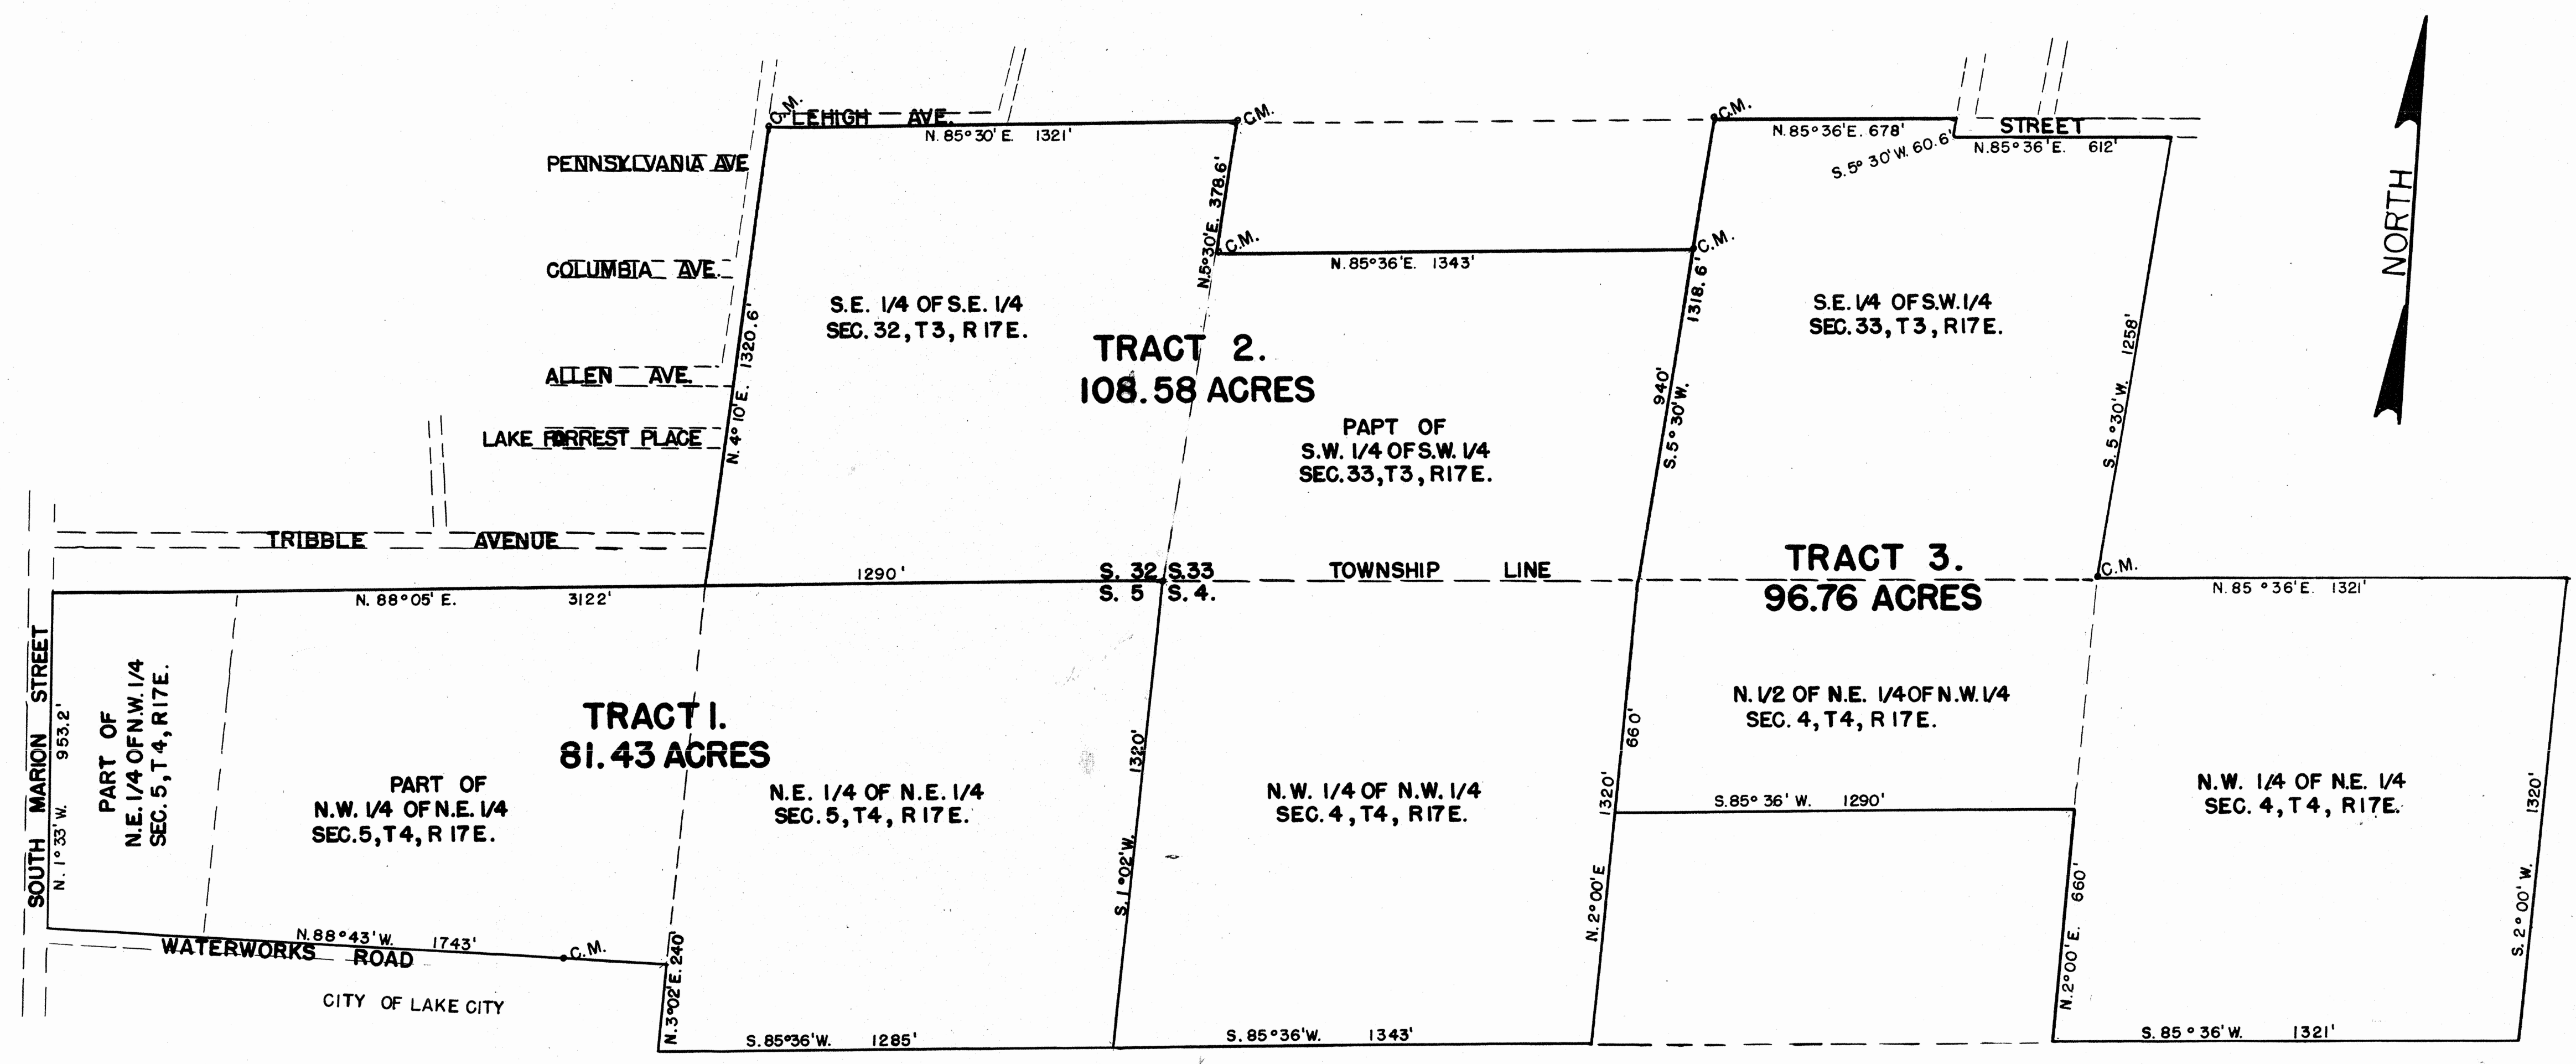 C.M.
LEHIGH AVE.
N. 85° 30' E. 1321'
C.M.
C.M.
N. 85° 36' E. 678'
S. 5° 30' W. 60.6'
STREET
N. 85° 36' E. 612'
PENNSYLVANIA AVE
COLUMBIA AVE.
ALLEN AVE.
LAKE FORREST PLACE
TRIBBLE AVENUE
N. 4° 10' E. 1320.6'
S.E. 1/4 OF S.E. 1/4
SEC. 32, T3, R17E.
N. 5° 30' E. 378.6'
C.M.
N. 85° 36' E. 1343'
C.M.
TRACT 2.
108.58 ACRES
PAPT OF
S.W. 1/4 OF S.W. 1/4
SEC. 33, T3, R17E.
1318.6'
940'
S. 5° 30' W.
S.E. 1/4 OF S.W. 1/4
SEC. 33, T3, R17E.
S. 5° 30' W. 1258'
NORTH
1290'
S. 32 S.33
S. 5 S. 4.
TOWNSHIP LINE
TRACT 3.
96.76 ACRES
C.M.
N. 85° 36' E. 1321'
N. 88° 05' E. 3122'
SOUTH MARION STREET
N. 1° 33' W. 953.2'
PART OF
N.E. 1/4 OF N.W. 1/4
SEC. 5, T4, R17E.
TRACT 1.
81.43 ACRES
PART OF
N.W. 1/4 OF N.E. 1/4
SEC. 5, T4, R17E.
N.E. 1/4 OF N.E. 1/4
SEC. 5, T4, R17E.
S. 1° 02' W. 1320'
N.W. 1/4 OF N.W. 1/4
SEC. 4, T4, R17E.
660'
1320'
N. 2° 00' E
N. 1/2 OF N.E. 1/4 OF N.W. 1/4
SEC. 4, T4, R17E.
S. 85° 36' W. 1290'
N. 2° 00' E. 660'
N.W. 1/4 OF N.E. 1/4
SEC. 4, T4, R17E.
S. 2° 00' W. 1320'
N. 88° 43' W. 1743'
C.M.
WATERWORKS ROAD
CITY OF LAKE CITY
N. 3° 02' E. 240'
S. 85° 36' W. 1285'
S. 85° 36' W. 1343'
S. 85° 36' W. 1321'